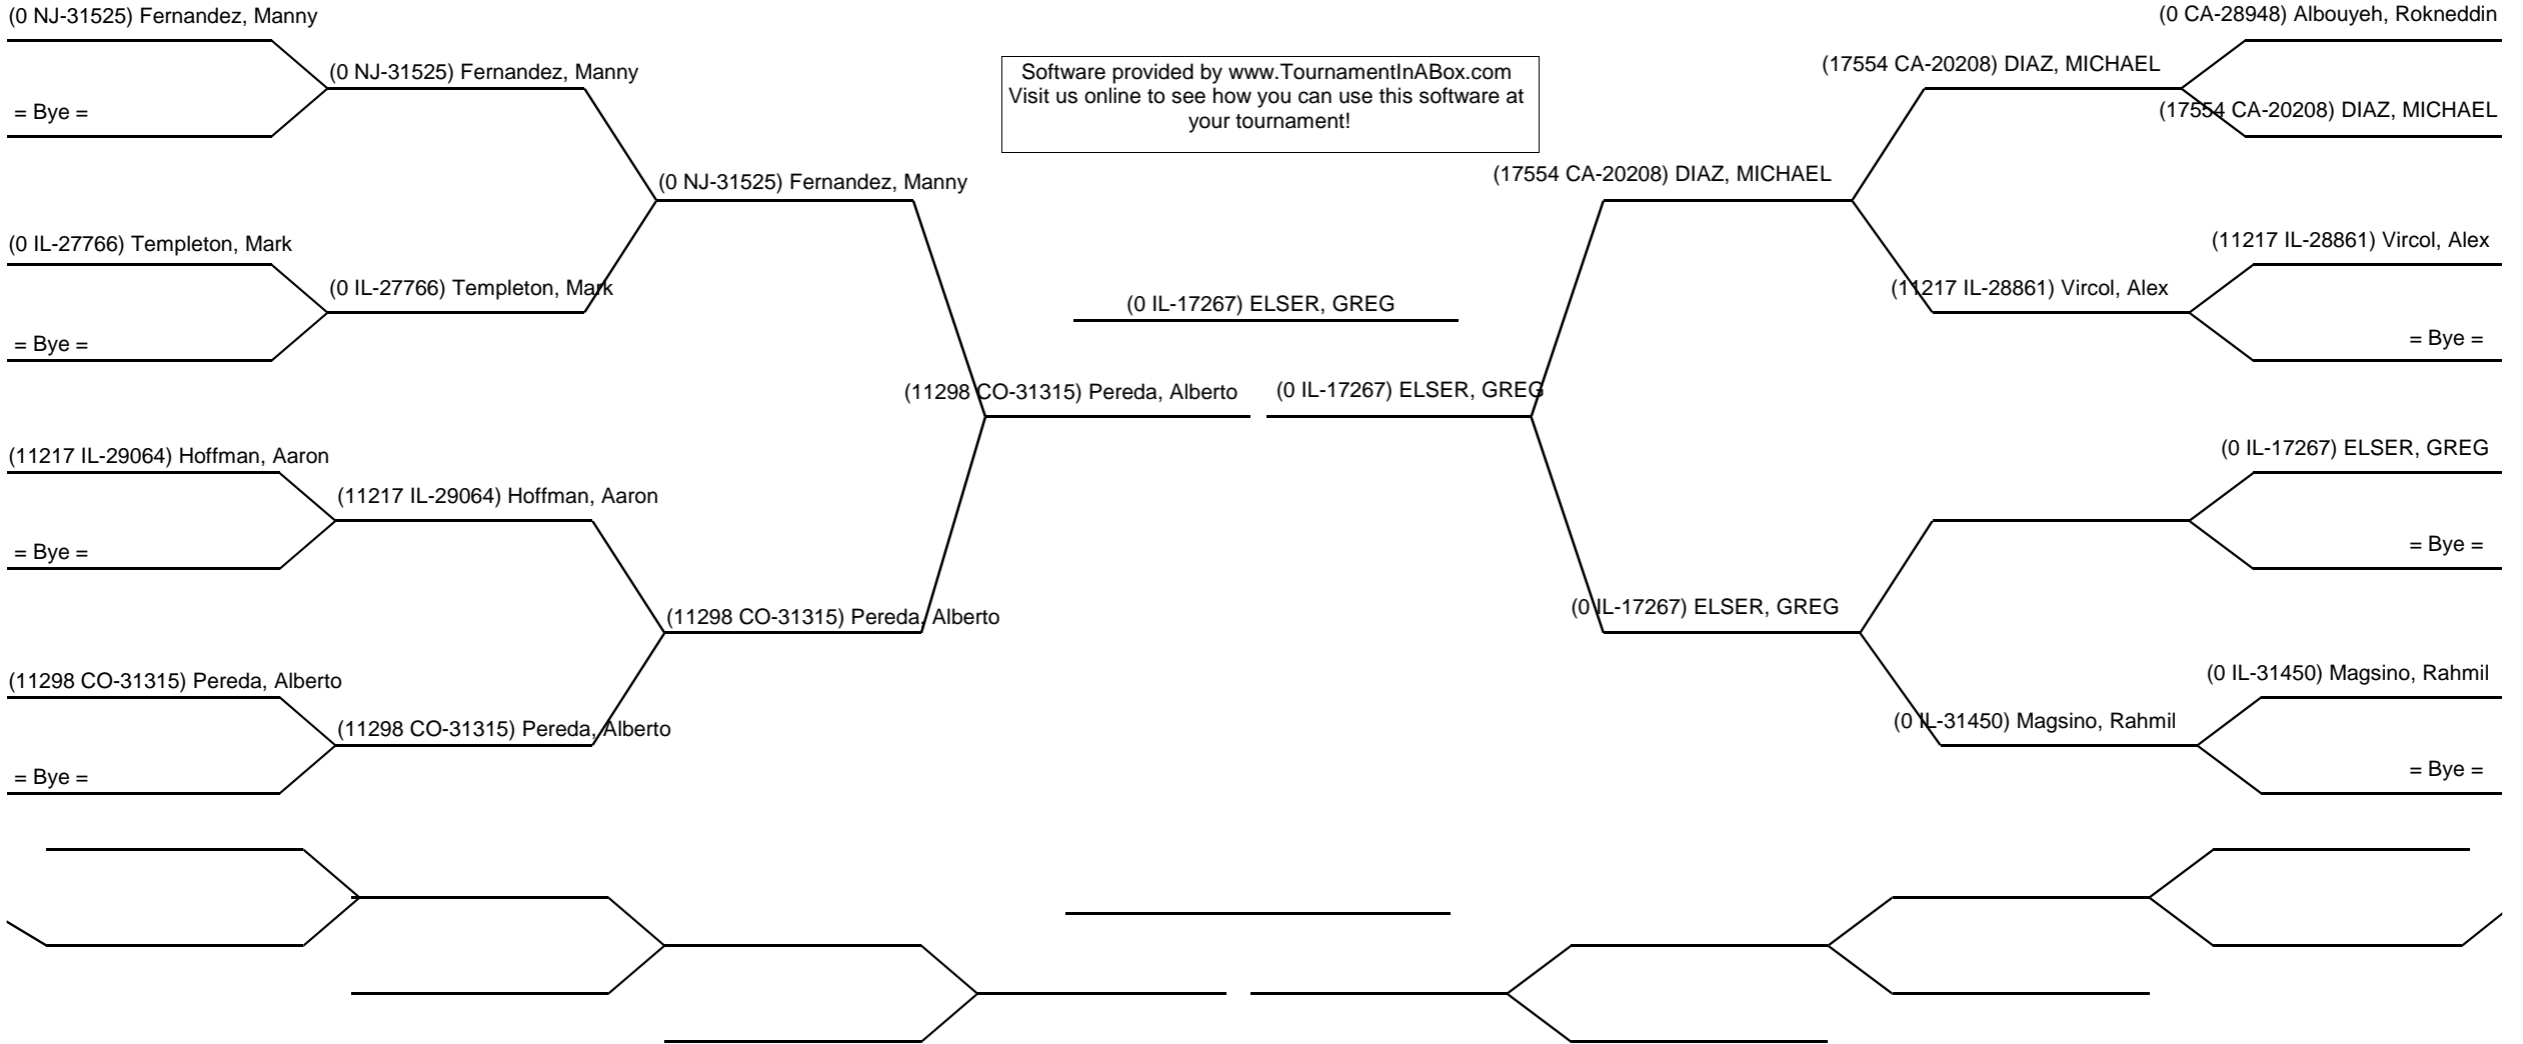 (0 NJ-31525) Fernandez, Manny
(0 NJ-31525) Fernandez, Manny
= Bye =
(0 NJ-31525) Fernandez, Manny
(0 IL-27766) Templeton, Mark
(0 IL-27766) Templeton, Mark
= Bye =
(11298 CO-31315) Pereda, Alberto
(11217 IL-29064) Hoffman, Aaron
(11217 IL-29064) Hoffman, Aaron
= Bye =
(11298 CO-31315) Pereda, Alberto
(11298 CO-31315) Pereda, Alberto
(11298 CO-31315) Pereda, Alberto
= Bye =
Software provided by www.TournamentInABox.com
Visit us online to see how you can use this software at
your tournament!
(0 IL-17267) ELSER, GREG
(0 IL-17267) ELSER, GREG
(0 CA-28948) Albouyeh, Rokneddin
(17554 CA-20208) DIAZ, MICHAEL
(17554 CA-20208) DIAZ, MICHAEL
(17554 CA-20208) DIAZ, MICHAEL
(11217 IL-28861) Vircol, Alex
(11217 IL-28861) Vircol, Alex
= Bye =
(0 IL-17267) ELSER, GREG
= Bye =
(0 IL-17267) ELSER, GREG
(0 IL-31450) Magsino, Rahmil
(0 IL-31450) Magsino, Rahmil
= Bye =